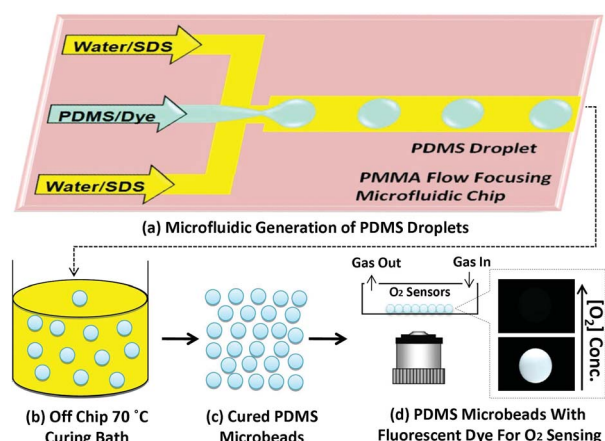 Water/SDS
PDMS/Dye
Water/SDS
PDMS Droplet
PMMA Flow Focusing
Microfluidic Chip
(a) Microfluidic Generation of PDMS Droplets
Gas Out
Gas In
O2 Sensors
[O2] Conc.
(b) Off Chip 70 °C
Curing Bath
(c) Cured PDMS
Microbeads
(d) PDMS Microbeads With
Fluorescent Dye For O2 Sensing